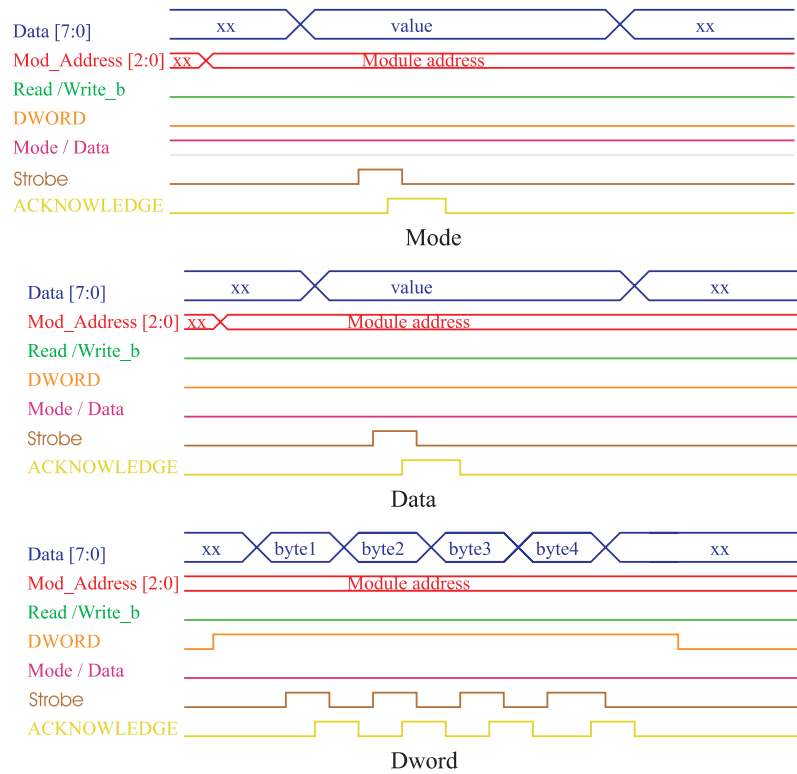 Data [7:0] xx value xx
Mod_Address [2:0] xx Module address
Read /Write_b
DWORD
Mode / Data
Strobe
ACKNOWLEDGE
Mode
Data [7:0] xx value xx
Mod_Address [2:0] xx Module address
Read /Write_b
DWORD
Mode / Data
Strobe
ACKNOWLEDGE
Data
Data [7:0] xx byte1 byte2 byte3 byte4 xx
Mod_Address [2:0] Module address
Read /Write_b
DWORD
Mode / Data
Strobe
ACKNOWLEDGE
Dword